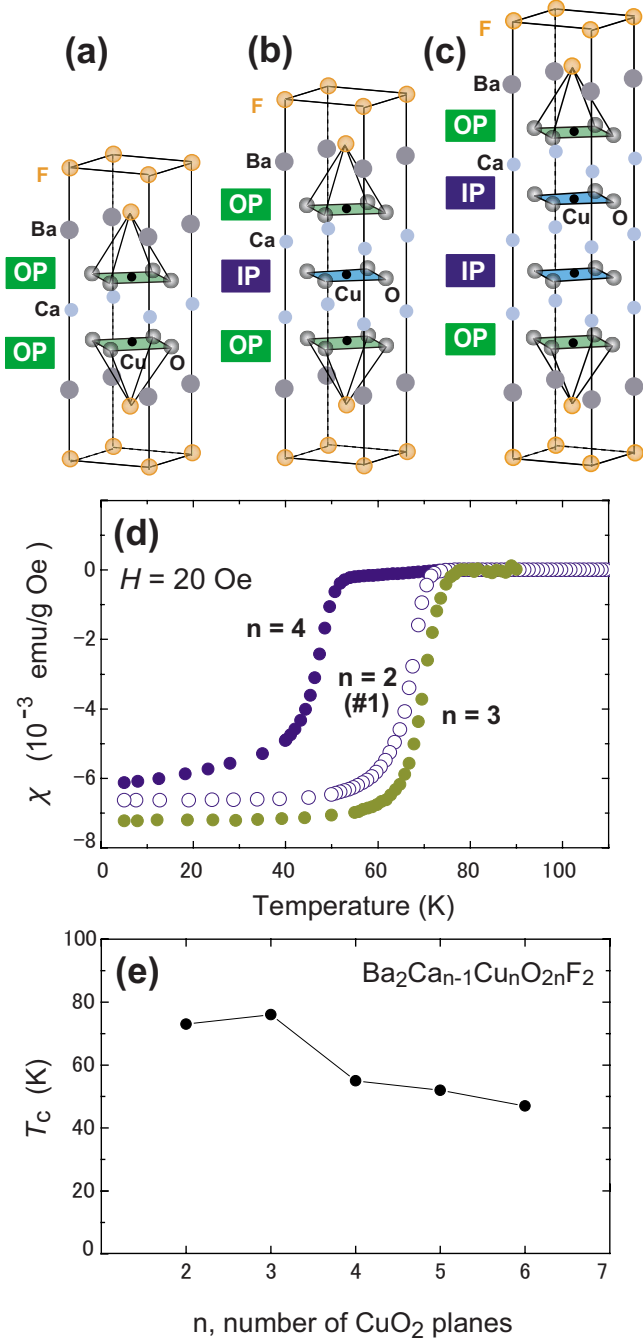 (a)
F
Ba
OP
Ca
OP
Cu
O
(b)
F
Ba
OP
Ca
IP
Cu
O
OP
(c)
F
Ba
OP
Ca
IP
Cu
O
IP
OP
(d)
H = 20 Oe
n = 4
n = 2
(#1)
n = 3
χ (10⁻³ emu/g Oe )
0
−2
−4
−6
−8
0 20 40 60 80 100
Temperature (K)
(e)
Ba₂Caₙ₋₁CuₙO₂ₙF₂
Tc (K)
100
80
60
40
20
0
2 3 4 5 6 7
n, number of CuO₂ planes